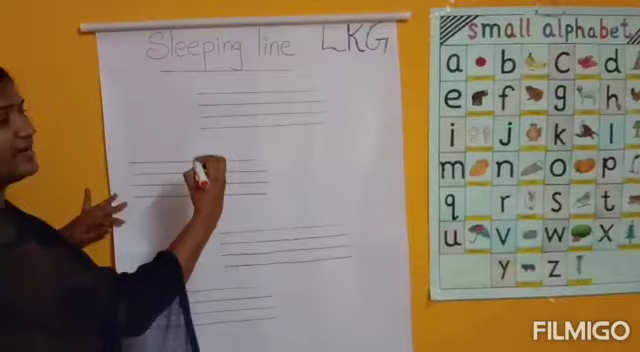 Sleeping line LKG
small alphabet
a b c d
e f g h
i j k l
m n o p
q r s t
u v w x
y z
FILMIGO